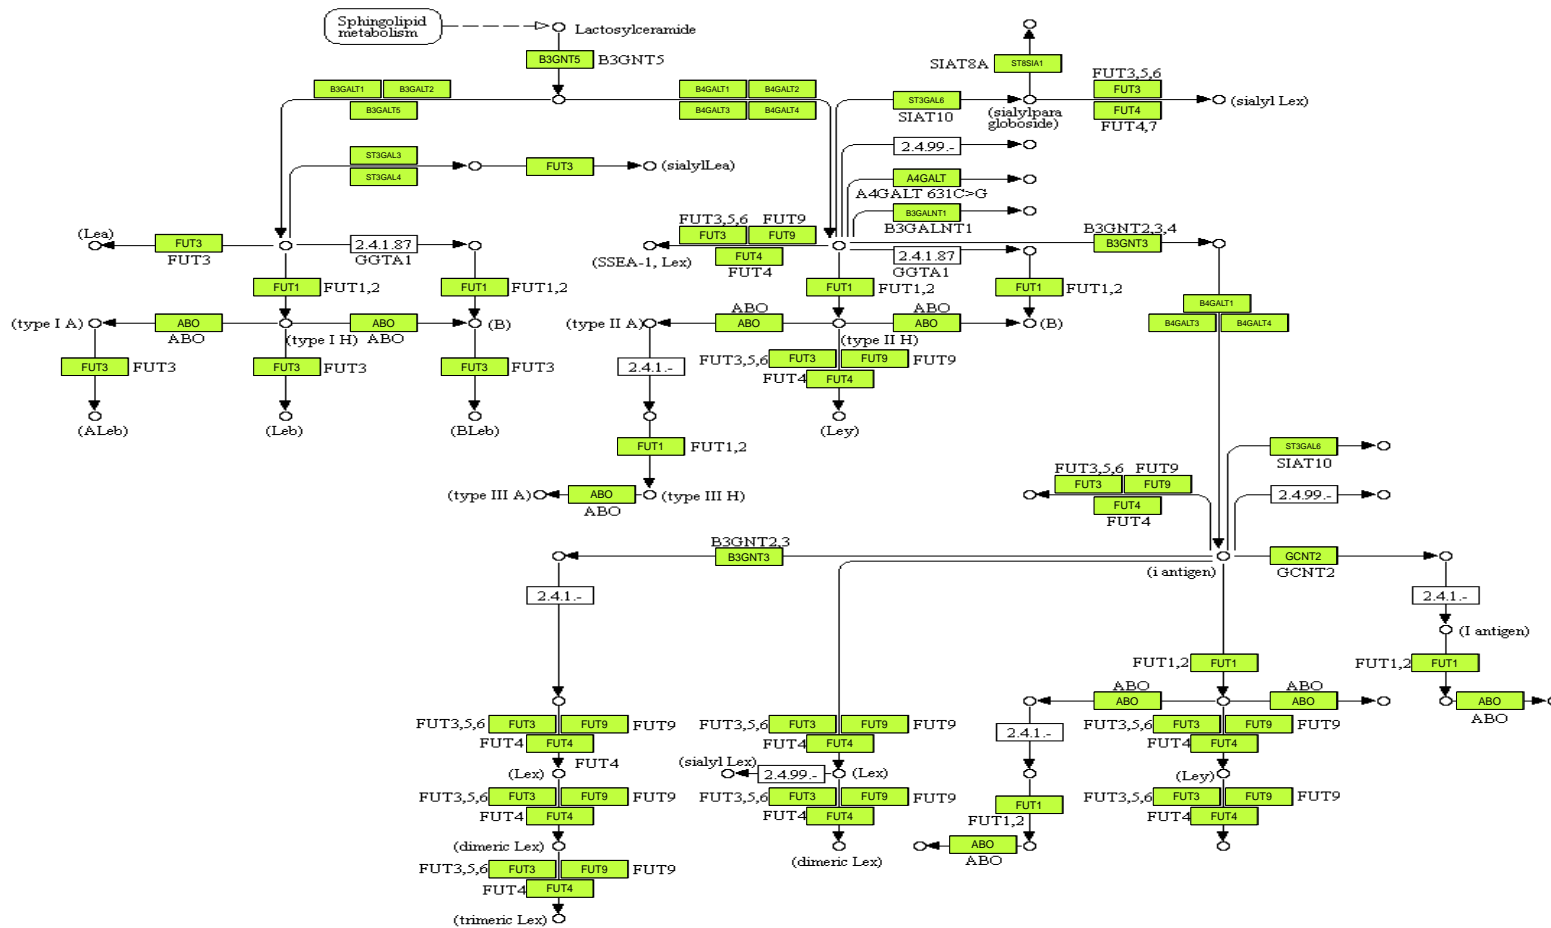 Sphingolipid
metabolism
Lactosylceramide
B3GNT5 B3GNT5
SIAT8A ST8SIA1
B3GALT1 B3GALT2
B3GALT5
B4GALT1 B4GALT2
B4GALT3 B4GALT4
ST3GAL6
SIAT10
(sialylpara
globoside)
FUT3,5,6
FUT3
FUT4
FUT4,7
(sialyl Lex)
ST3GAL3
ST3GAL4
FUT3
(sialylLea)
2.4.99.-
A4GALT
A4GALT 631C>G
B3GALNT1
B3GALNT1
(Lea)
FUT3
FUT3
2.4.1.87
GGTA1
FUT3,5,6 FUT9
FUT3 FUT9
FUT4
FUT4
(SSEA-1, Lex)
2.4.1.87
GGTA1
B3GNT2,3,4
B3GNT3
FUT1 FUT1,2
FUT1 FUT1,2
FUT1 FUT1,2
FUT1 FUT1,2
B4GALT1
B4GALT3 B4GALT4
(type I A)
ABO
ABO
(type I H)
ABO
ABO
(B)
(type II A)
ABO
ABO
(type II H)
ABO
ABO
(B)
FUT3 FUT3
FUT3 FUT3
FUT3 FUT3
2.4.1.-
FUT3,5,6 FUT3 FUT9 FUT9
FUT4 FUT4
(ALeb)
(Leb)
(BLeb)
(Ley)
FUT1 FUT1,2
(type III A)
ABO
ABO
(type III H)
ST3GAL6
SIAT10
FUT3,5,6 FUT9
FUT3 FUT9
FUT4
FUT4
2.4.99.-
B3GNT2,3
B3GNT3
(i antigen)
GCNT2
GCNT2
2.4.1.-
2.4.1.-
(I antigen)
FUT1,2 FUT1
FUT1,2 FUT1
ABO
ABO
ABO
ABO
ABO
ABO
FUT3,5,6 FUT3 FUT9 FUT9
FUT4 FUT4
FUT4
FUT3,5,6 FUT3 FUT9 FUT9
FUT4 FUT4
2.4.1.-
FUT3,5,6 FUT3 FUT9 FUT9
FUT4 FUT4
(Lex)
(sialyl Lex)
2.4.99.-
(Lex)
(Ley)
FUT3,5,6 FUT3 FUT9 FUT9
FUT4 FUT4
FUT3,5,6 FUT3 FUT9 FUT9
FUT4 FUT4
FUT1
FUT1,2
FUT3,5,6 FUT3 FUT9 FUT9
FUT4 FUT4
(dimeric Lex)
(dimeric Lex)
ABO
ABO
FUT3,5,6 FUT3 FUT9 FUT9
FUT4 FUT4
(trimeric Lex)